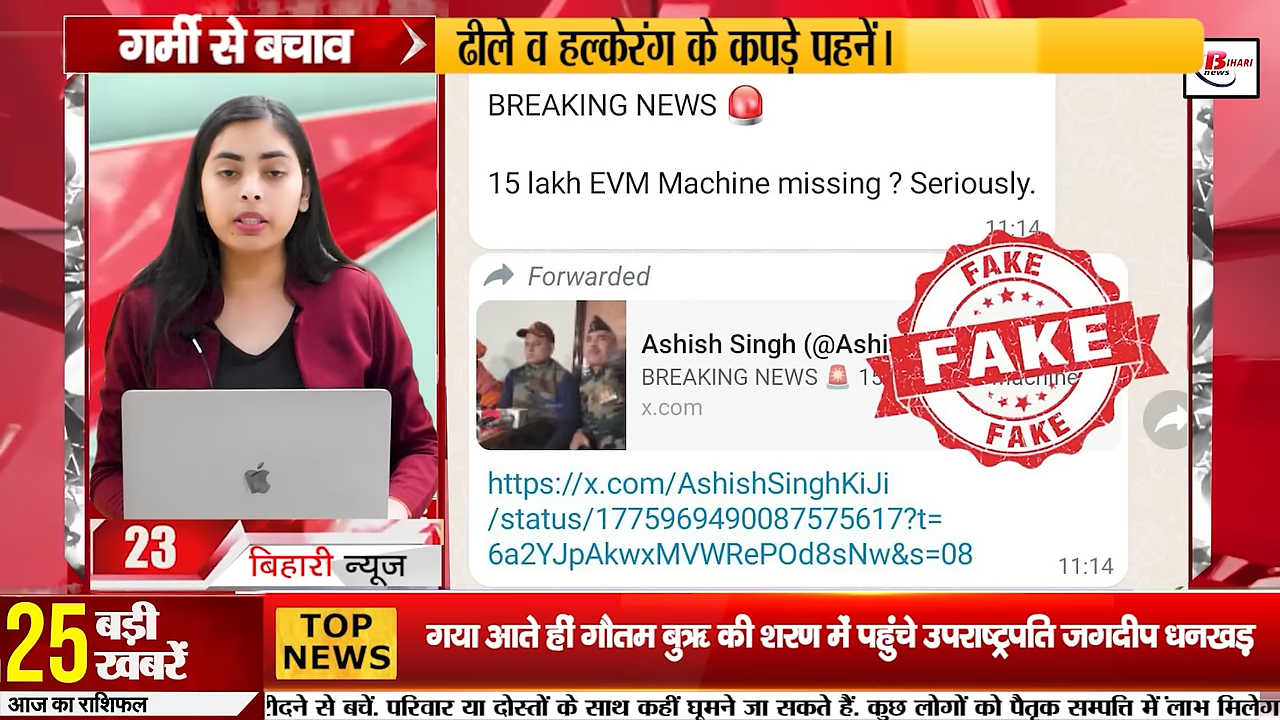 गर्मी से बचाव
ढीले व हल्केरंग के कपड़े पहनें।
BIHARI
news
BREAKING NEWS 🚨
15 lakh EVM Machine missing ? Seriously.
11:14
Forwarded
Ashish Singh (@Ashi
BREAKING NEWS 🚨 15
x.com
FAKE
FAKE
FAKE
https://x.com/AshishSinghKiJi
/status/1775969490087575617?t=
6a2YJpAkwxMVWRePOd8sNw&s=08
11:14
23
बिहारी न्यूज
25 बड़ी
खबरें
TOP
NEWS
गया आते हीं गौतम बुऋ की शरण में पहुंचे उपराष्ट्रपति जगदीप धनखड़
आज का राशिफल
से बचें. परिवार या दोस्तों के साथ कहीं घूमने जा सकते हैं. कुछ लोगों को पैतृक सम्पत्ति में लाभ